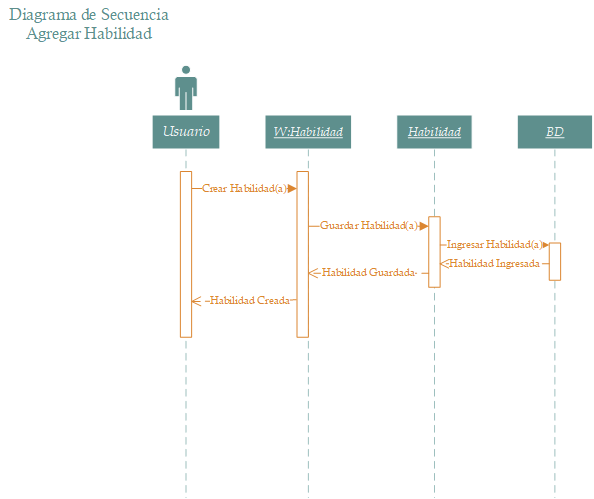 Diagrama de Secuencia
Agregar Habilidad
Usuario
W:Habilidad
Habilidad
BD
Crear Habilidad(a)
Guardar Habilidad(a)
Ingresar Habilidad(a)
Habilidad Ingresada
Habilidad Guardada
Habilidad Creada